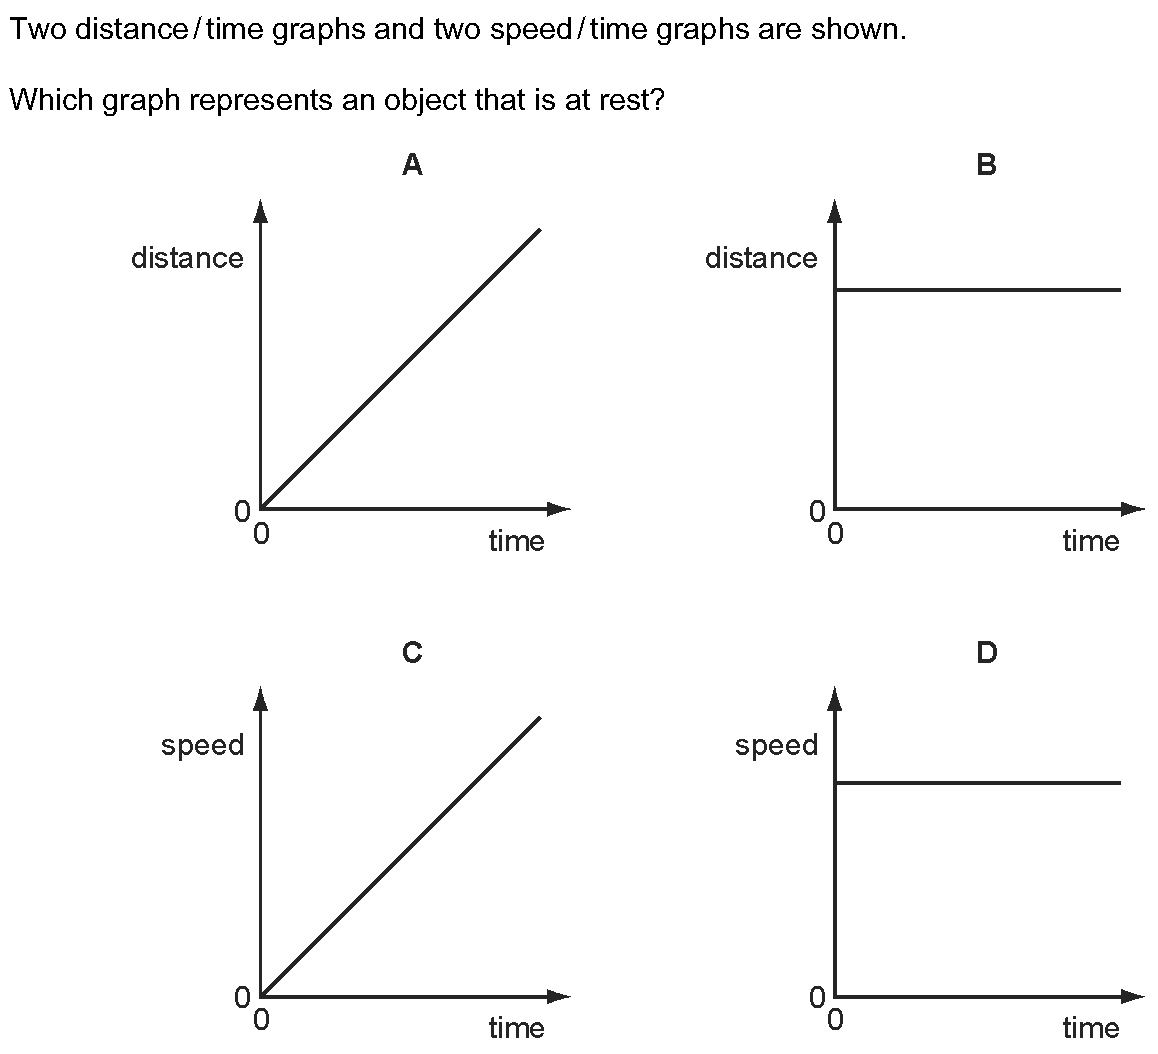 Two distance/time graphs and two speed/time graphs are shown.
Which graph represents an object that is at rest?
A
distance
0
0
time
B
distance
0
0
time
C
speed
0
0
time
D
speed
0
0
time